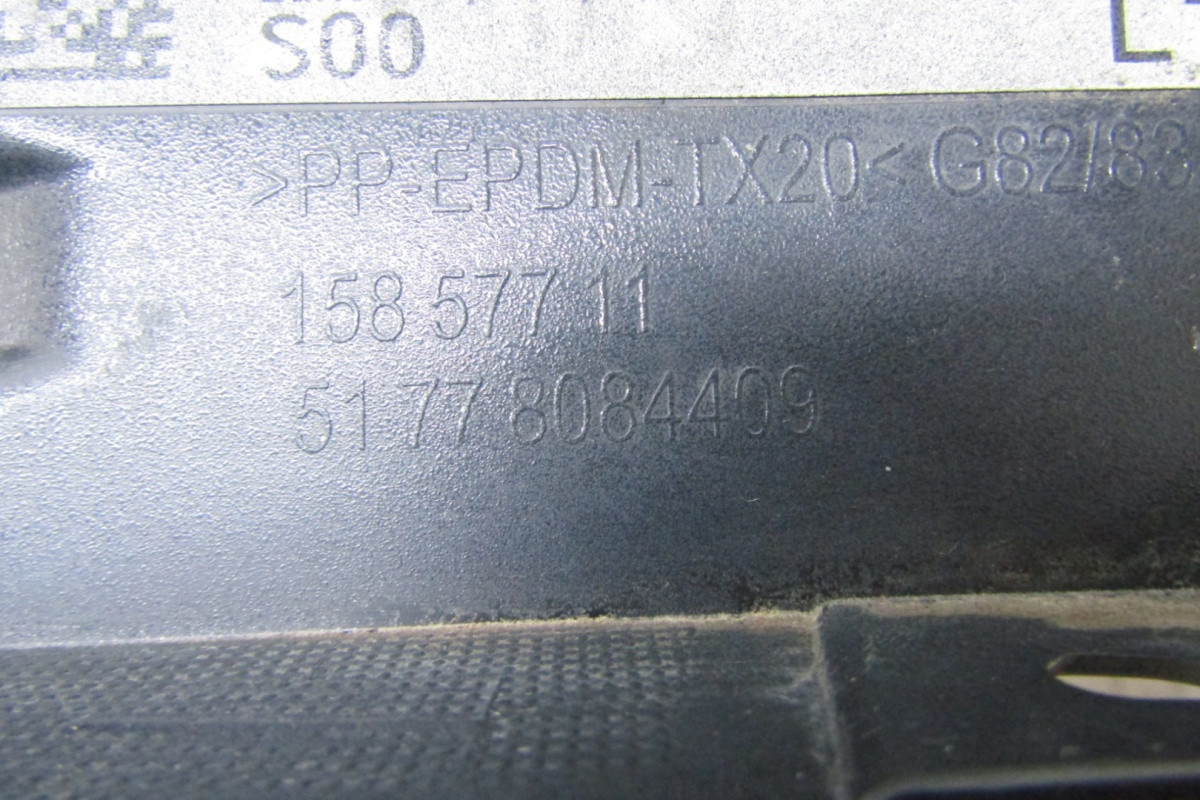 S00
>PP-EPDM-TX20< G82/83
158 577 11
51 77 8084409